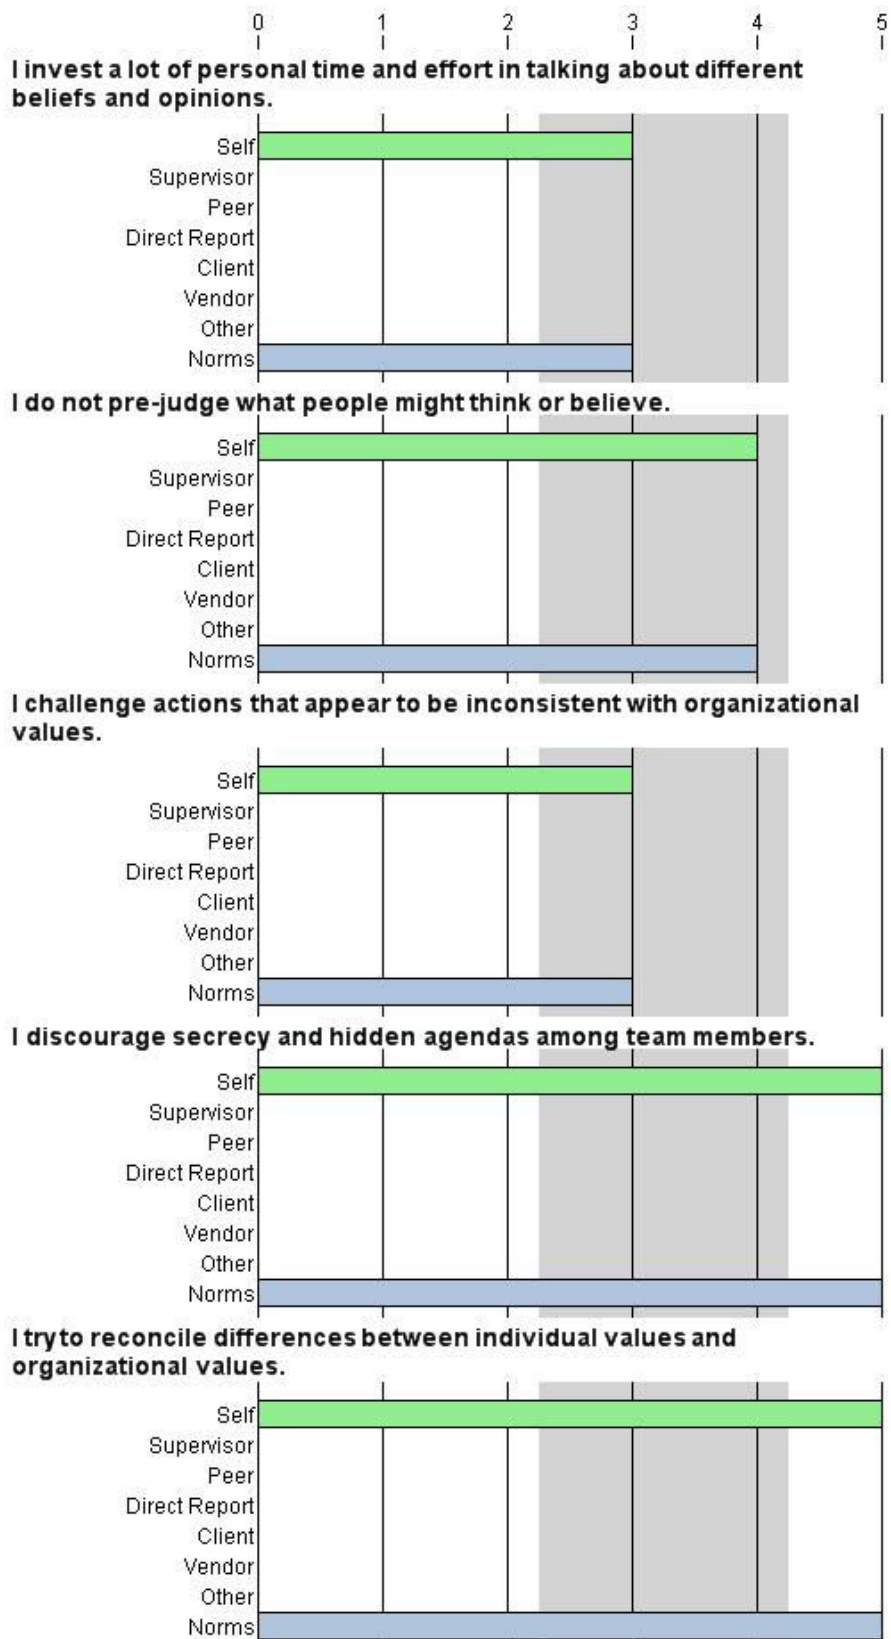 0 1 2 3 4 5
I invest a lot of personal time and effort in talking about different
beliefs and opinions.
Self
Supervisor
Peer
Direct Report
Client
Vendor
Other
Norms
I do not pre-judge what people might think or believe.
Self
Supervisor
Peer
Direct Report
Client
Vendor
Other
Norms
I challenge actions that appear to be inconsistent with organizational
values.
Self
Supervisor
Peer
Direct Report
Client
Vendor
Other
Norms
I discourage secrecy and hidden agendas among team members.
Self
Supervisor
Peer
Direct Report
Client
Vendor
Other
Norms
I try to reconcile differences between individual values and
organizational values.
Self
Supervisor
Peer
Direct Report
Client
Vendor
Other
Norms